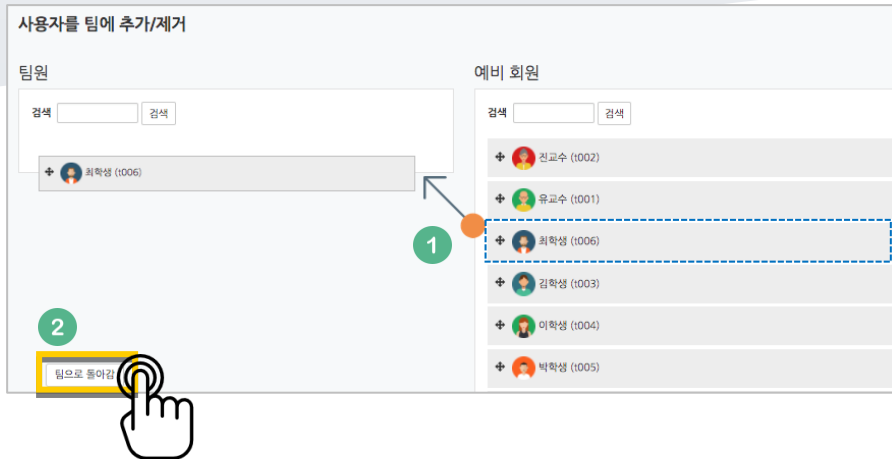 사용자를 팀에 추가/제거
팀원
검색 검색
최학생 (t006)
1
2
팀으로 돌아감
예비 회원
검색 검색
진교수 (t002)
유교수 (t001)
최학생 (t006)
김학생 (t003)
이학생 (t004)
박학생 (t005)